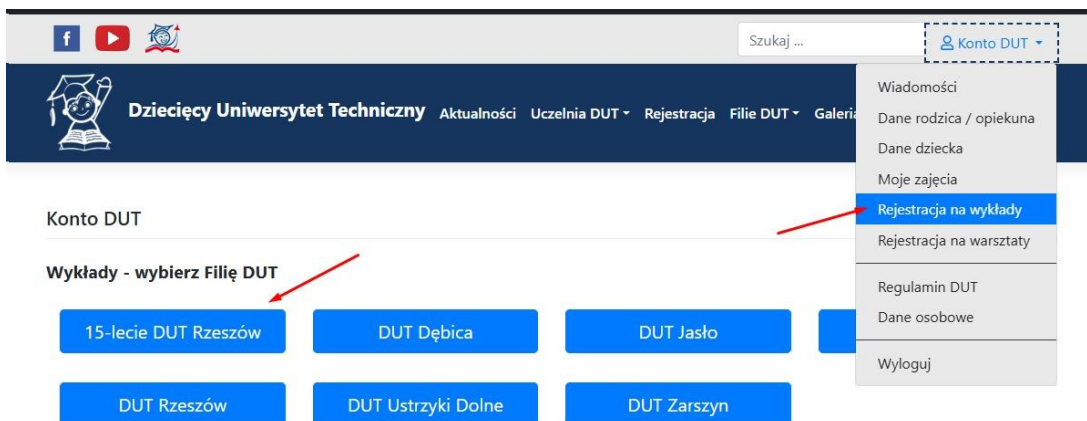 f
Szukaj ...
Konto DUT
Dziecięcy Uniwersytet Techniczny Aktualności Uczelnia DUT Rejestracja Filie DUT
Wiadomości
Dane rodzica / opiekuna
Dane dziecka
Moje zajęcia
Rejestracja na wykłady
Rejestracja na warsztaty
Regulamin DUT
Dane osobowe
Wyloguj
Konto DUT
Wykłady - wybierz Filię DUT
15-lecie DUT Rzeszów
DUT Dębica
DUT Jasło
DUT Rzeszów
DUT Ustrzyki Dolne
DUT Zarszyn